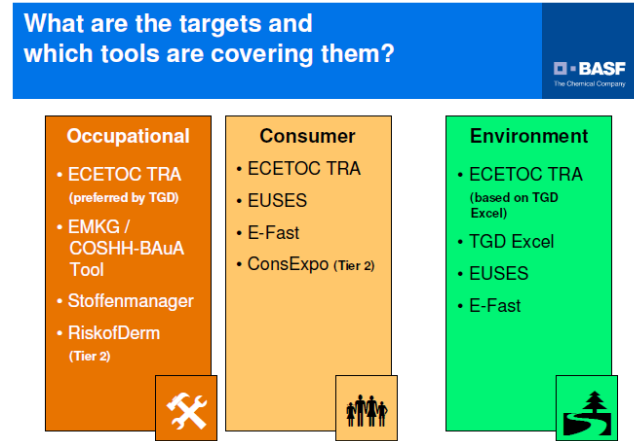 What are the targets and
which tools are covering them?
BASF
The Chemical Company
Occupational
• ECETOC TRA
(preferred by TGD)
• EMKG /
COSHH-BAuA
Tool
• Stoffenmanager
• RiskofDerm
(Tier 2)
Consumer
• ECETOC TRA
• EUSES
• E-Fast
• ConsExpo (Tier 2)
Environment
• ECETOC TRA
(based on TGD
Excel)
• TGD Excel
• EUSES
• E-Fast